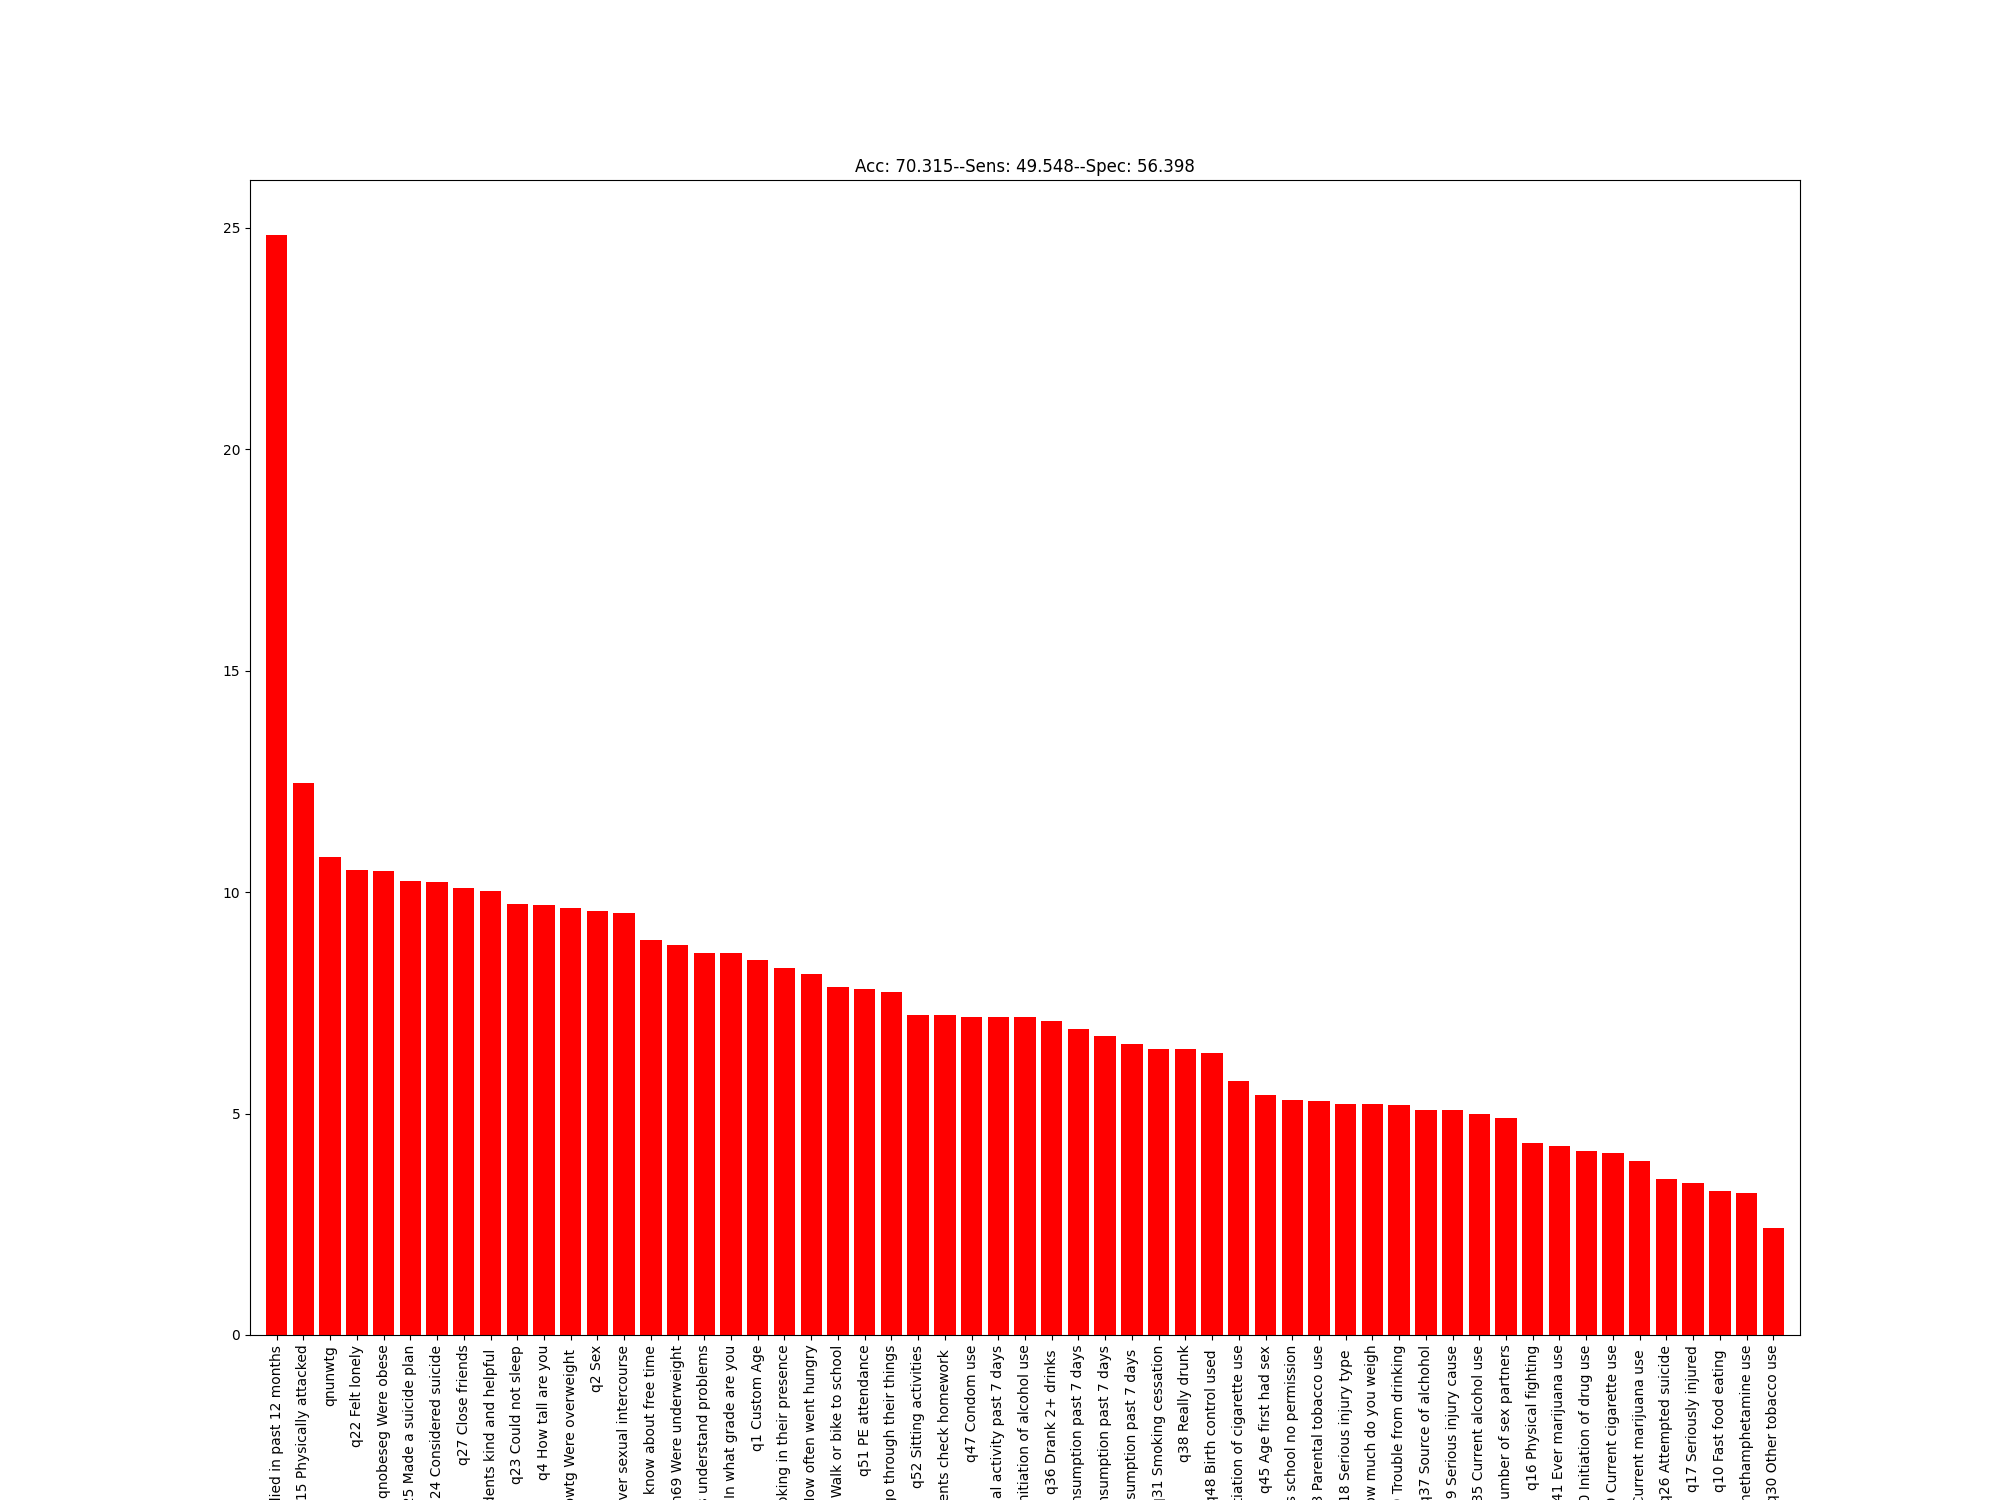 Acc: 70.315--Sens: 49.548--Spec: 56.398
25
20
15
10
5
0
lied in past 12 months
15 Physically attacked
qnunwtg
q22 Felt lonely
qnobeseg Were obese
25 Made a suicide plan
24 Considered suicide
q27 Close friends
dents kind and helpful
q23 Could not sleep
q4 How tall are you
owtg Were overweight
q2 Sex
ver sexual intercourse
know about free time
n69 Were underweight
s understand problems
In what grade are you
q1 Custom Age
oking in their presence
How often went hungry
Walk or bike to school
q51 PE attendance
go through their things
q52 Sitting activities
ents check homework
q47 Condom use
al activity past 7 days
nitiation of alcohol use
q36 Drank 2+ drinks
nsumption past 7 days
nsumption past 7 days
sumption past 7 days
q31 Smoking cessation
q38 Really drunk
q48 Birth control used
tiation of cigarette use
q45 Age first had sex
s school no permission
3 Parental tobacco use
18 Serious injury type
ow much do you weigh
Trouble from drinking
q37 Source of alchohol
9 Serious injury cause
35 Current alcohol use
umber of sex partners
q16 Physical fighting
41 Ever marijuana use
0 Initiation of drug use
9 Current cigarette use
Current marijuana use
q26 Attempted suicide
q17 Seriously injured
q10 Fast food eating
nethamphetamine use
q30 Other tobacco use